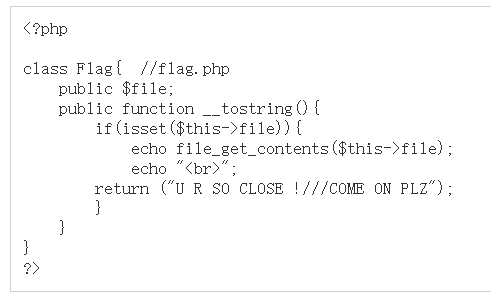 <?php
class Flag{  //flag.php
    public $file;
    public function __tostring(){
        if(isset($this->file)){
            echo file_get_contents($this->file);
            echo "<br>";
        return ("U R SO CLOSE !///COME ON PLZ");
        }
    }
}
?>